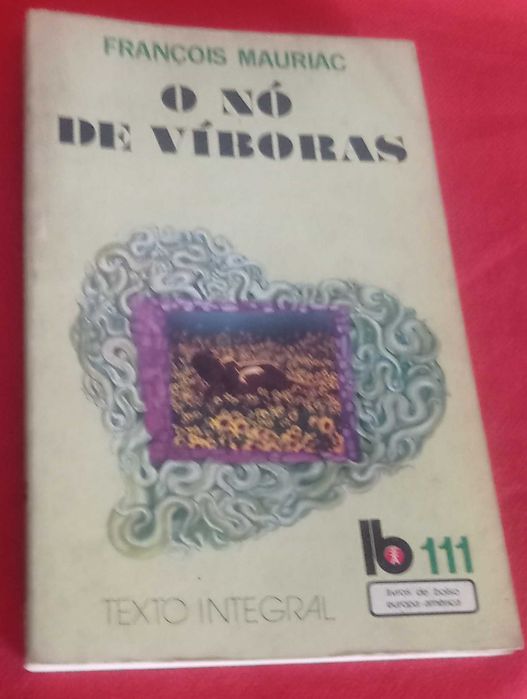 FRANÇOIS MAURIAC
O NÓ
DE VÍBORAS
lb 111
livros de bolso
europa-américa
TEXTO INTEGRAL